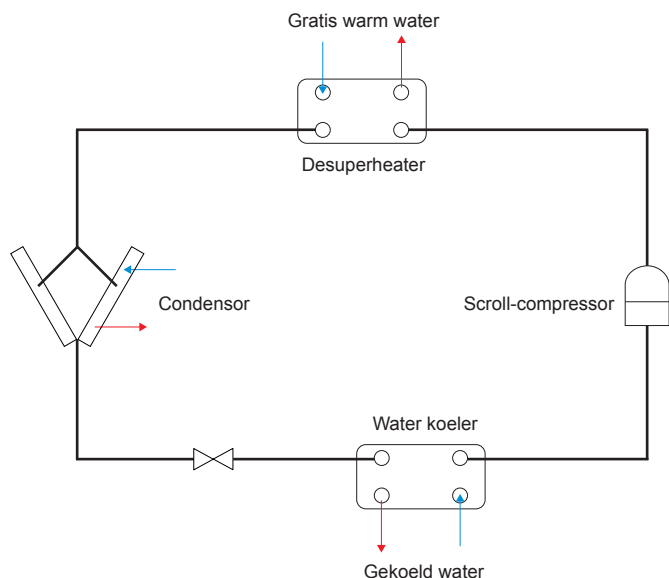 Gratis warm water
Desuperheater
Condensor
Scroll-compressor
Water koeler
Gekoeld water